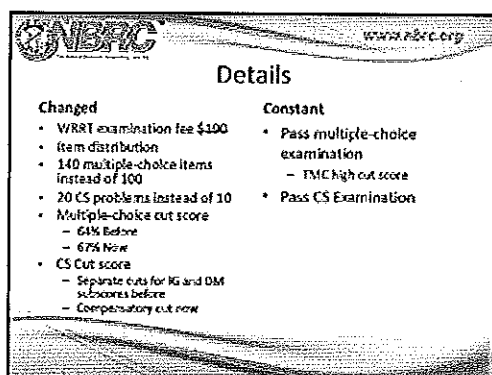 NBRC
www.nbrc.org
Details
Changed
• WRRT examination fee $190
• Item distribution
• 140 multiple-choice items
instead of 100
• 20 CS problems instead of 10
• Multiple-choice cut score
– 64% Before
– 67% Now
• CS Cut score
– Separate cuts for IG and DM
subscores before
– Compensatory cut now
Constant
• Pass multiple-choice
examination
– TMC high cut score
• Pass CS Examination